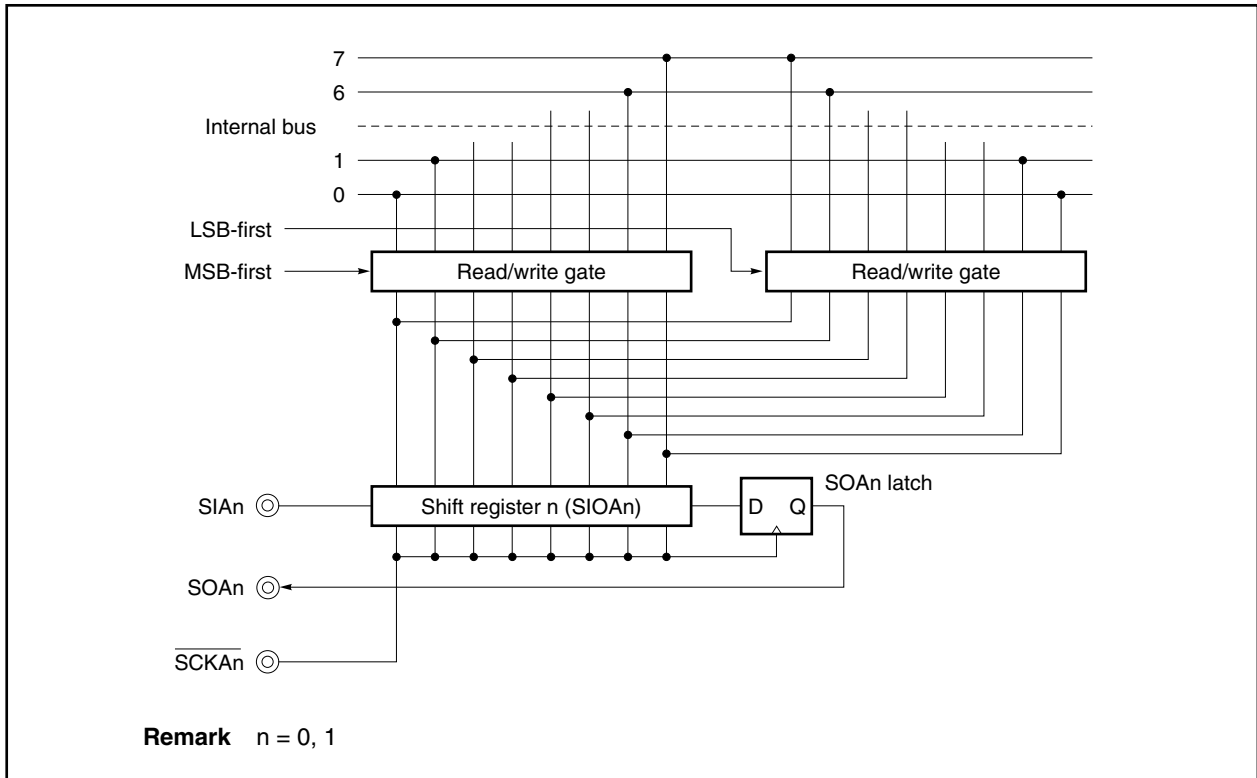 7
6
Internal bus
1
0
LSB-first
MSB-first
Read/write gate
Read/write gate
SOAn latch
SIAn
Shift register n (SIOAn)
D Q
SOAn
SCKAn
Remark n = 0, 1